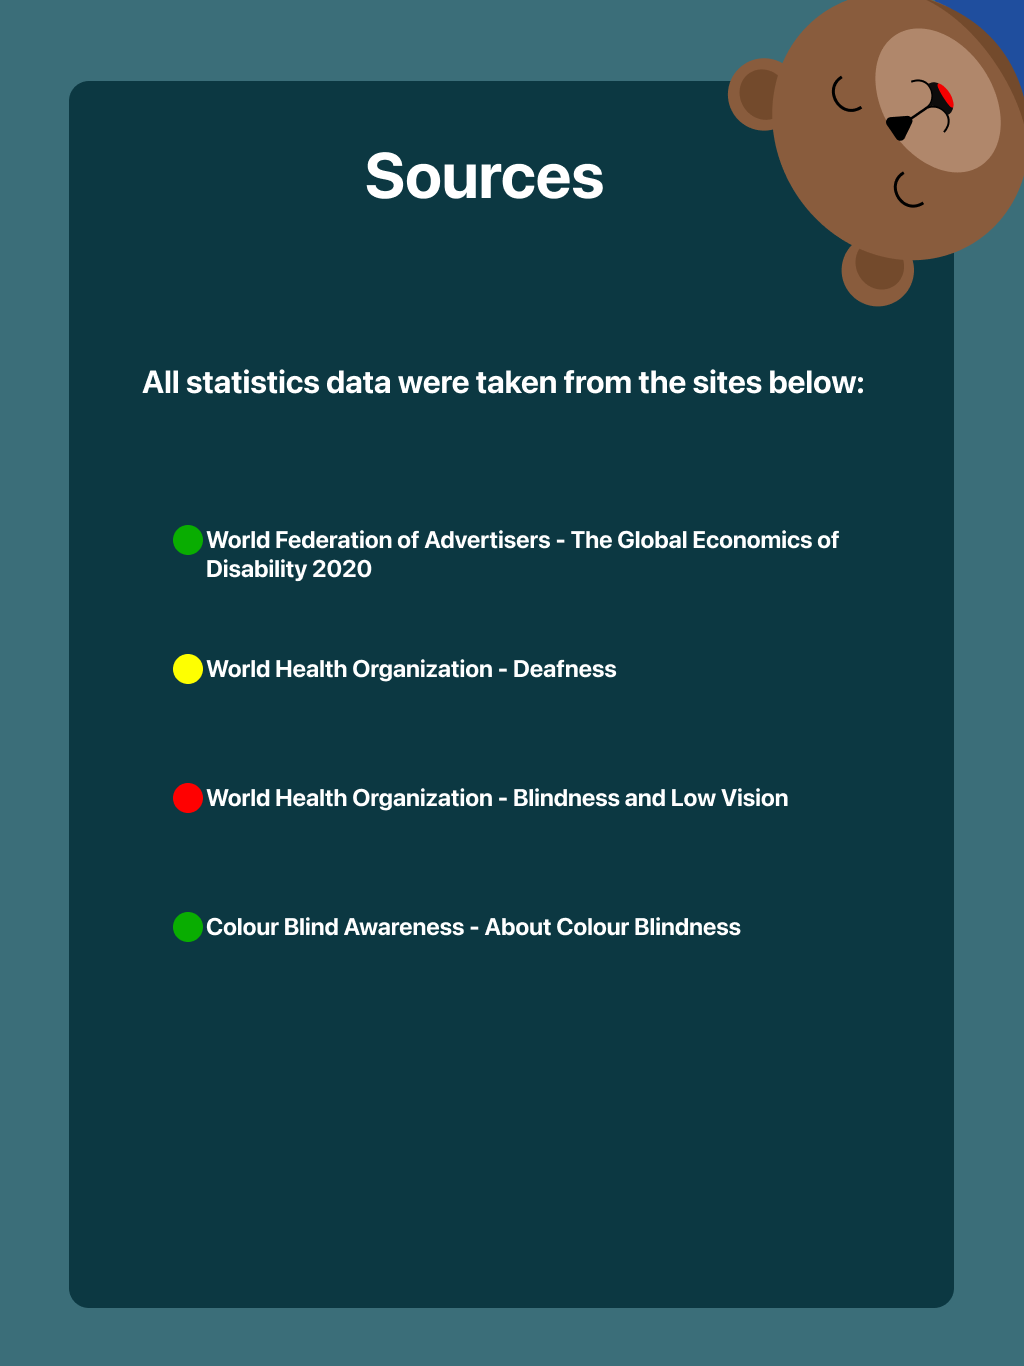 Sources
All statistics data were taken from the sites below:
World Federation of Advertisers - The Global Economics of
Disability 2020
World Health Organization - Deafness
World Health Organization - Blindness and Low Vision
Colour Blind Awareness - About Colour Blindness